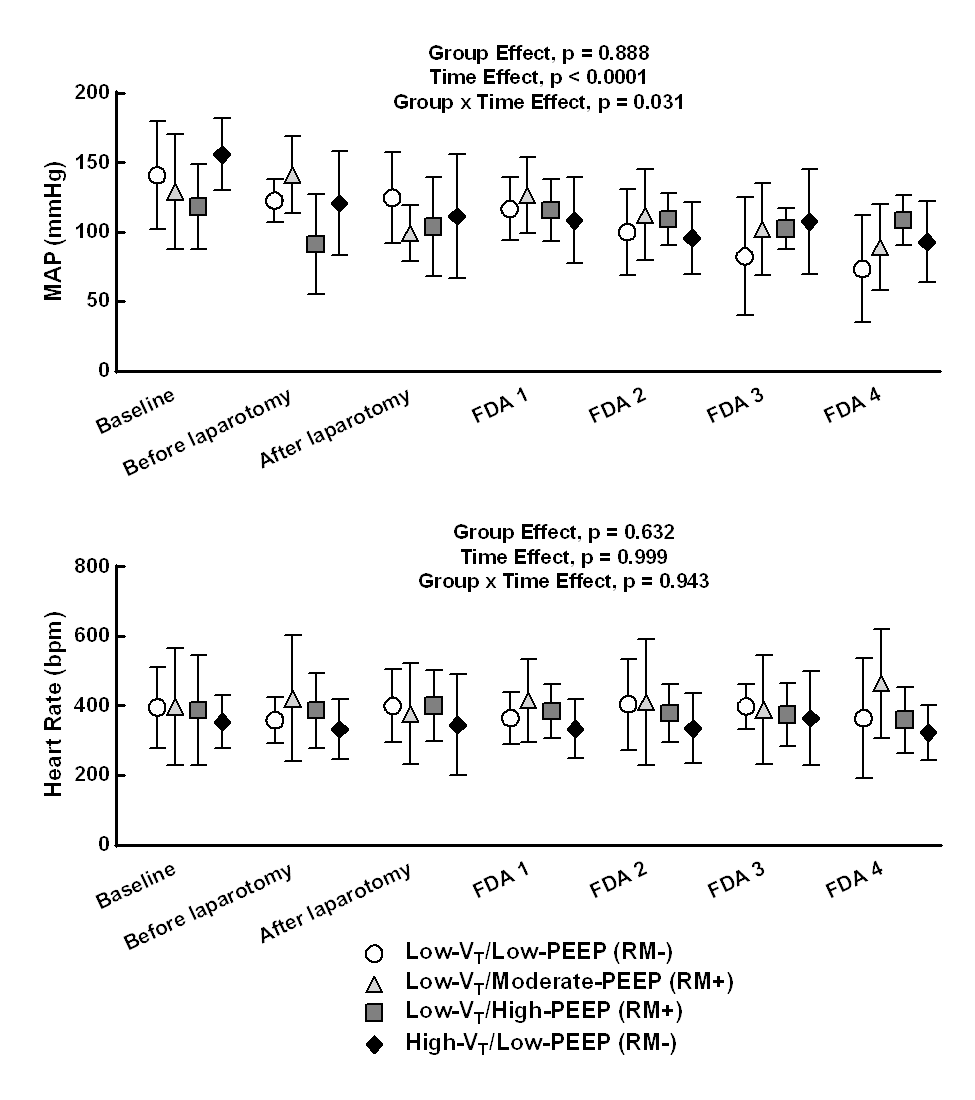 Group Effect, p = 0.888
Time Effect, p < 0.0001
Group x Time Effect, p = 0.031
MAP (mmHg)
200
150
100
50
0
Baseline
Before laparotomy
After laparotomy
FDA 1
FDA 2
FDA 3
FDA 4
Group Effect, p = 0.632
Time Effect, p = 0.999
Group x Time Effect, p = 0.943
Heart Rate (bpm)
800
600
400
200
0
Baseline
Before laparotomy
After laparotomy
FDA 1
FDA 2
FDA 3
FDA 4
Low-VT/Low-PEEP (RM-)
Low-VT/Moderate-PEEP (RM+)
Low-VT/High-PEEP (RM+)
High-VT/Low-PEEP (RM-)